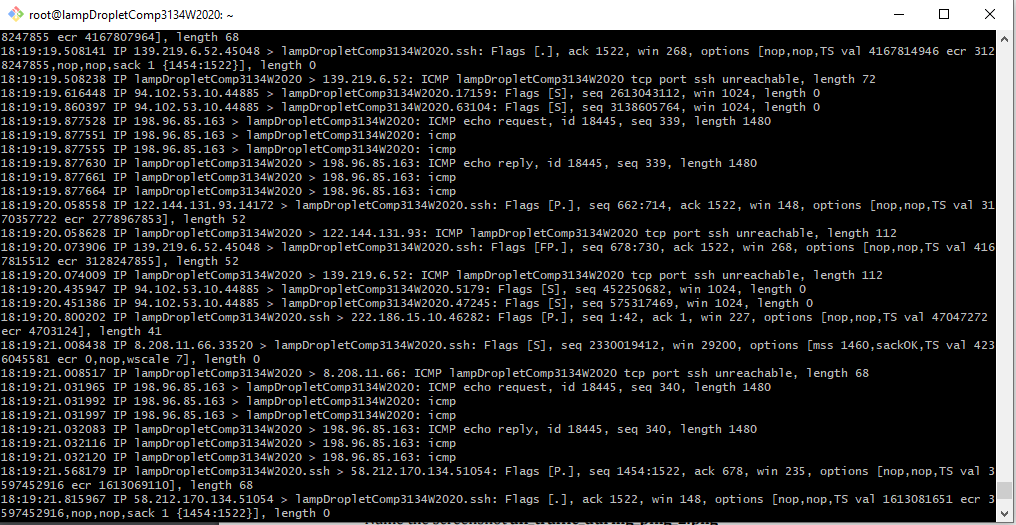 root@lampDropletComp3134W2020: ~
8247855 ecr 4167807964], length 68
18:19:19.508141 IP 139.219.6.52.45048 > lampDropletComp3134W2020.ssh: Flags [.], ack 1522, win 268, options [nop,nop,TS val 4167814946 ecr 312
8247855,nop,nop,sack 1 {1454:1522}], length 0
18:19:19.508238 IP lampDropletComp3134W2020 > 139.219.6.52: ICMP lampDropletComp3134W2020 tcp port ssh unreachable, length 72
18:19:19.616448 IP 94.102.53.10.44885 > lampDropletComp3134W2020.17159: Flags [S], seq 2613043112, win 1024, length 0
18:19:19.860397 IP 94.102.53.10.44885 > lampDropletComp3134W2020.63104: Flags [S], seq 3138605764, win 1024, length 0
18:19:19.877528 IP 198.96.85.163 > lampDropletComp3134W2020: ICMP echo request, id 18445, seq 339, length 1480
18:19:19.877551 IP 198.96.85.163 > lampDropletComp3134W2020: icmp
18:19:19.877555 IP 198.96.85.163 > lampDropletComp3134W2020: icmp
18:19:19.877630 IP lampDropletComp3134W2020 > 198.96.85.163: ICMP echo reply, id 18445, seq 339, length 1480
18:19:19.877661 IP lampDropletComp3134W2020 > 198.96.85.163: icmp
18:19:19.877664 IP lampDropletComp3134W2020 > 198.96.85.163: icmp
18:19:20.058558 IP 122.144.131.93.14172 > lampDropletComp3134W2020.ssh: Flags [P.], seq 662:714, ack 1522, win 148, options [nop,nop,TS val 31
70357722 ecr 2778967853], length 52
18:19:20.058628 IP lampDropletComp3134W2020 > 122.144.131.93: ICMP lampDropletComp3134W2020 tcp port ssh unreachable, length 112
18:19:20.073906 IP 139.219.6.52.45048 > lampDropletComp3134W2020.ssh: Flags [FP.], seq 678:730, ack 1522, win 268, options [nop,nop,TS val 416
7815512 ecr 3128247855], length 52
18:19:20.074009 IP lampDropletComp3134W2020 > 139.219.6.52: ICMP lampDropletComp3134W2020 tcp port ssh unreachable, length 112
18:19:20.435947 IP 94.102.53.10.44885 > lampDropletComp3134W2020.5179: Flags [S], seq 452250682, win 1024, length 0
18:19:20.451386 IP 94.102.53.10.44885 > lampDropletComp3134W2020.47245: Flags [S], seq 575317469, win 1024, length 0
18:19:20.800202 IP lampDropletComp3134W2020.ssh > 222.186.15.10.46282: Flags [P.], seq 1:42, ack 1, win 227, options [nop,nop,TS val 47047272
ecr 4703124], length 41
18:19:21.008438 IP 8.208.11.66.33520 > lampDropletComp3134W2020.ssh: Flags [S], seq 2330019412, win 29200, options [mss 1460,sackOK,TS val 423
6045581 ecr 0,nop,wscale 7], length 0
18:19:21.008517 IP lampDropletComp3134W2020 > 8.208.11.66: ICMP lampDropletComp3134W2020 tcp port ssh unreachable, length 68
18:19:21.031965 IP 198.96.85.163 > lampDropletComp3134W2020: ICMP echo request, id 18445, seq 340, length 1480
18:19:21.031992 IP 198.96.85.163 > lampDropletComp3134W2020: icmp
18:19:21.031997 IP 198.96.85.163 > lampDropletComp3134W2020: icmp
18:19:21.032083 IP lampDropletComp3134W2020 > 198.96.85.163: ICMP echo reply, id 18445, seq 340, length 1480
18:19:21.032116 IP lampDropletComp3134W2020 > 198.96.85.163: icmp
18:19:21.032120 IP lampDropletComp3134W2020 > 198.96.85.163: icmp
18:19:21.568179 IP lampDropletComp3134W2020.ssh > 58.212.170.134.51054: Flags [P.], seq 1454:1522, ack 678, win 235, options [nop,nop,TS val 3
597452916 ecr 1613069110], length 68
18:19:21.815967 IP 58.212.170.134.51054 > lampDropletComp3134W2020.ssh: Flags [.], ack 1522, win 148, options [nop,nop,TS val 1613081651 ecr 3
597452916,nop,nop,sack 1 {1454:1522}], length 0